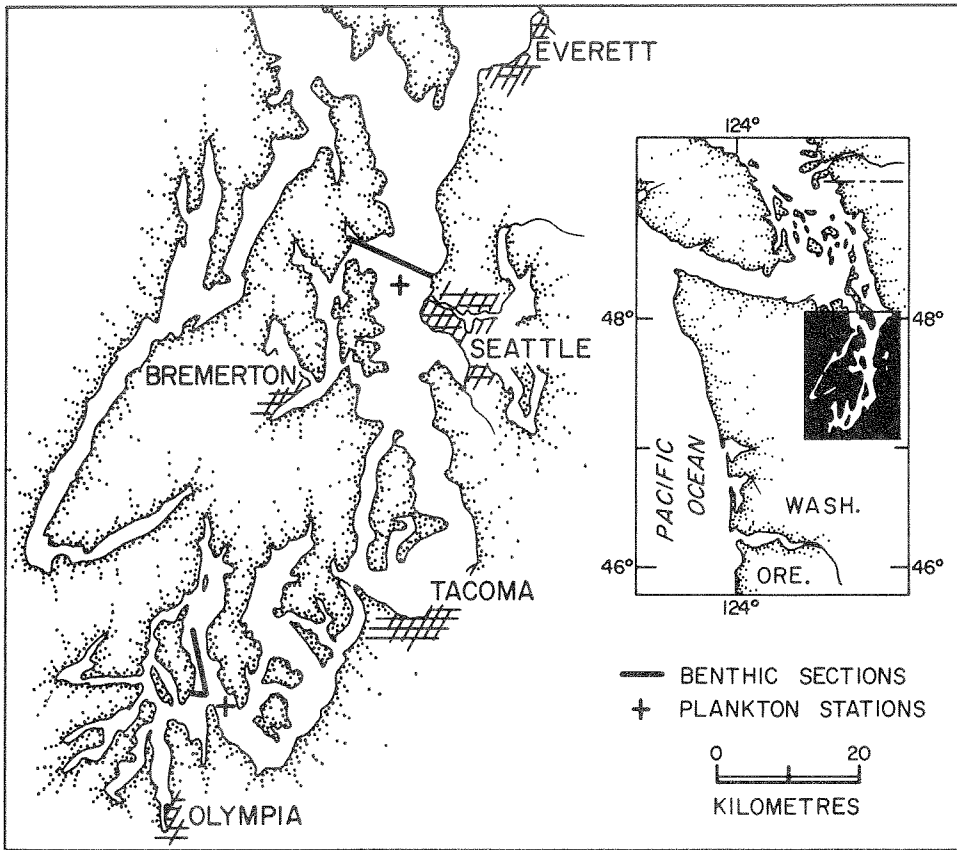 EVERETT
SEATTLE
BREMERTON
TACOMA
OLYMPIA
124°
48°
48°
PACIFIC
OCEAN
WASH.
46°
ORE.
46°
124°
BENTHIC SECTIONS
+ PLANKTON STATIONS
0 20
KILOMETRES